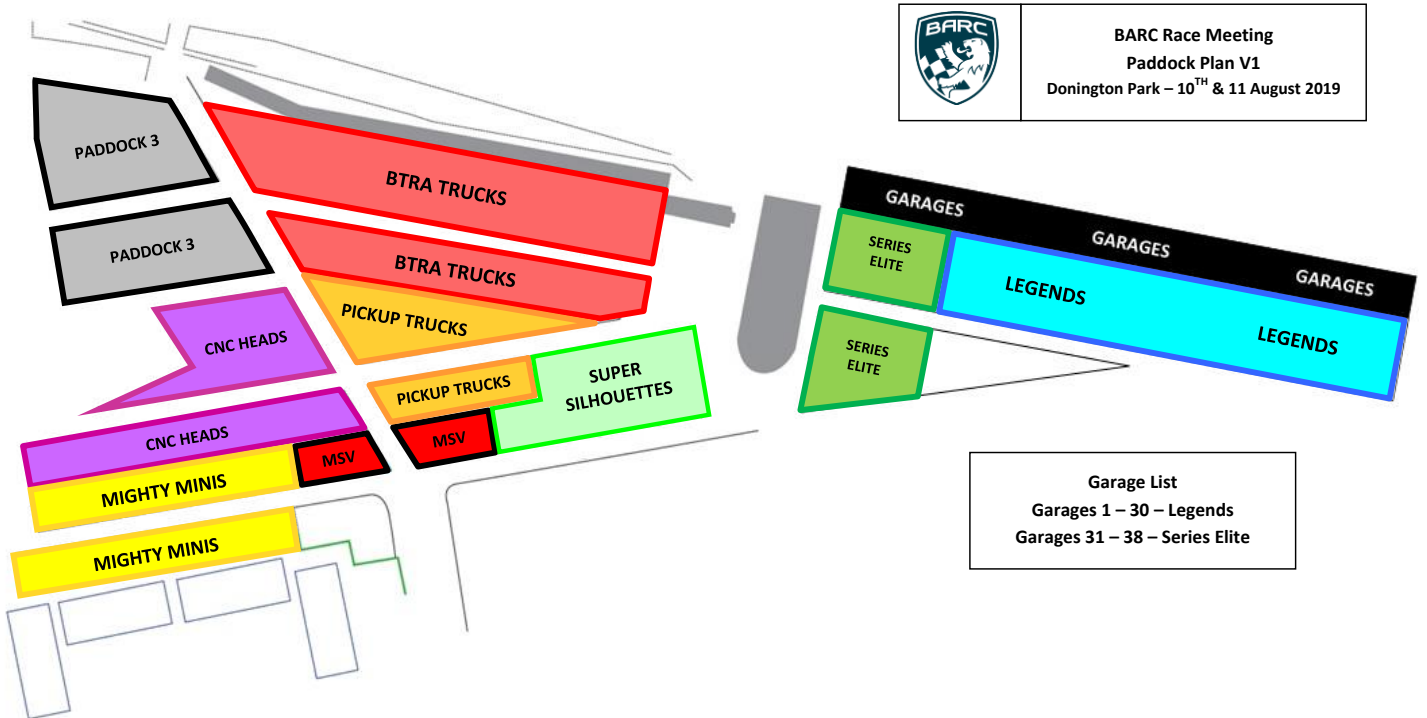 BARC
BARC Race Meeting
Paddock Plan V1
Donington Park – 10TH & 11 August 2019
PADDOCK 3
BTRA TRUCKS
PADDOCK 3
BTRA TRUCKS
PICKUP TRUCKS
CNC HEADS
PICKUP TRUCKS
SUPER
SILHOUETTES
CNC HEADS
MSV
MSV
MIGHTY MINIS
MIGHTY MINIS
GARAGES
GARAGES
GARAGES
SERIES
ELITE
LEGENDS
LEGENDS
SERIES
ELITE
Garage List
Garages 1 – 30 – Legends
Garages 31 – 38 – Series Elite